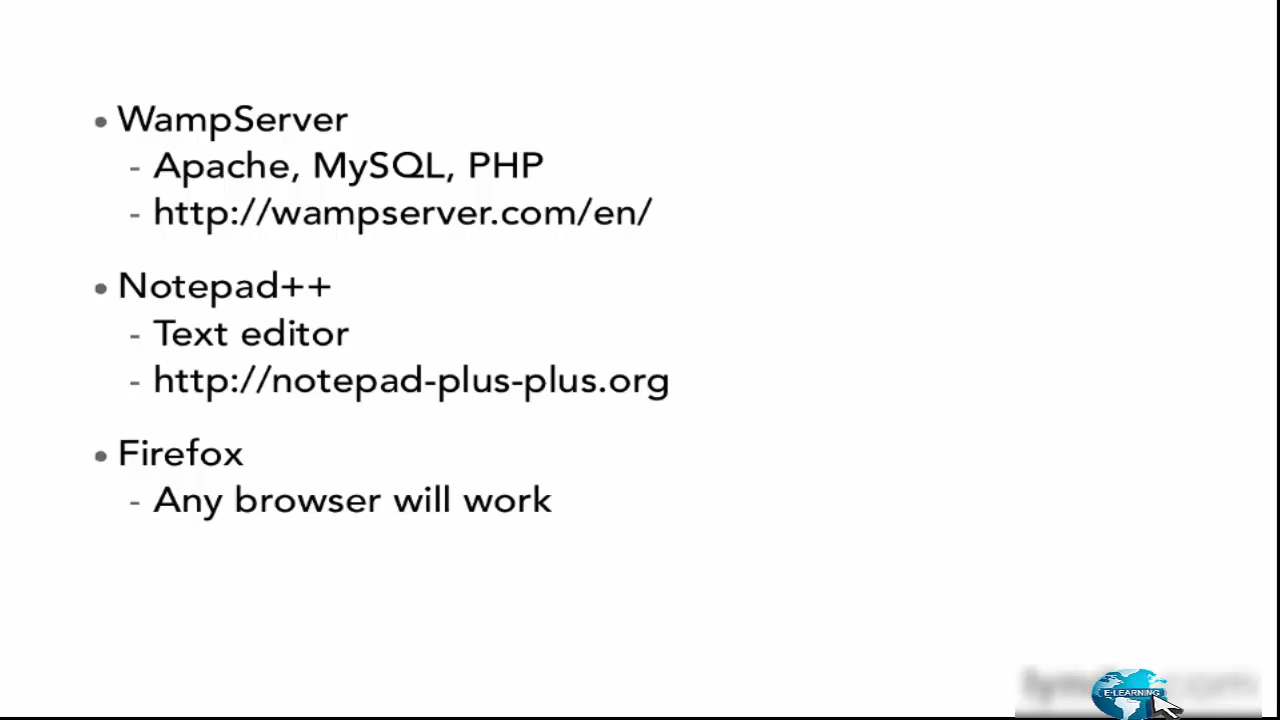 • WampServer
- Apache, MySQL, PHP
- http://wampserver.com/en/
• Notepad++
- Text editor
- http://notepad-plus-plus.org
• Firefox
- Any browser will work
E-LEARNING